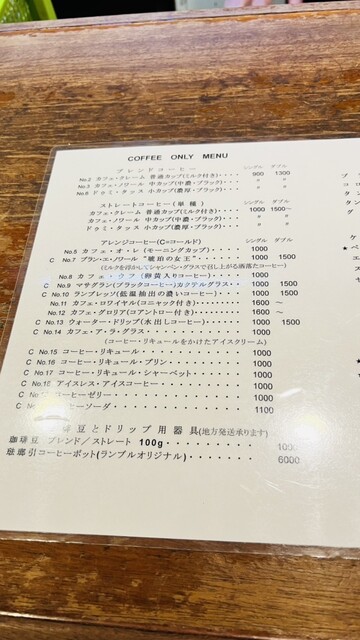 COFFEE ONLY MENU
ブレンドコーヒー シングル ダブル
No.2 カフェ・クレーム 普通カップ(ミルク付き)・・・・ 900 1300
No.3 カフェ・ノワール 中カップ(中濃・ブラック)・・・・ 〃 〃
No.6 ドゥミ・タッス 小カップ(濃厚・ブラック)・・・・ 〃 〃
ストレートコーヒー(単種) シングル ダブル
カフェ・クレーム 普通カップ(ミルク付き)・・・・ 1000 1500~
カフェ・ノワール 中カップ(中濃・ブラック)・・・・ 〃 〃
ドゥミ・タッス 小カップ(濃厚・ブラック)・・・・ 〃 〃
アレンジコーヒー(C=コールド) シングル ダブル
No.5 カフェ・オ・レ(モーニングカップ)・・・・・ 1000
C No.7 ブラン・エ・ノワール "琥珀の女王"・・・・・・ 1000 1500
(ミルクを浮かしてシャンペン・グラスで召し上がる洒落たコーヒー)
No.8 カフェ・ウフ(卵黄入りコーヒー)・・・・・ 1000
C No.9 マサグラン(ブラックコーヒー)カクテルグラス・・・ 1000
C No.10 ランブレッソ(低温抽出の濃いコーヒー)・・・・ 1000 1500
No.11 カフェ・ロワイヤル(コニャック付き)・・・・・ 1600 ~
No.12 カフェ・グロリア(コアントロー付き)・・・・・ 1600 ~
C No.13 ウォーター・ドリップ(水出しコーヒー)・・・・・ 1000 1500
C No.14 カフェ・ア・ラ・グラス・・・・・・・・・・ 1000
(コーヒー・リキュールをかけたアイスクリーム)
C No.15 コーヒー・リキュール・・・・・・・・・・ 1000
C No.16 コーヒー・リキュール・プリン・・・・・・・ 1000
C No.17 コーヒー・リキュール・シャーベット・・・・・ 1000
C No.18 アイスレス・アイスコーヒー・・・・・・・・ 1000
C コーヒーゼリー・・・・・・・・・・・・ 1000
C ーソーダ・・・・・・・・・・・・ 1100
豆とドリップ用器具(地方発送承ります)
珈琲豆 ブレンド/ストレート 100g・・・・・・・・・ 1000
琺瑯引コーヒーポット(ランブルオリジナル)・・・・・・・ 6000